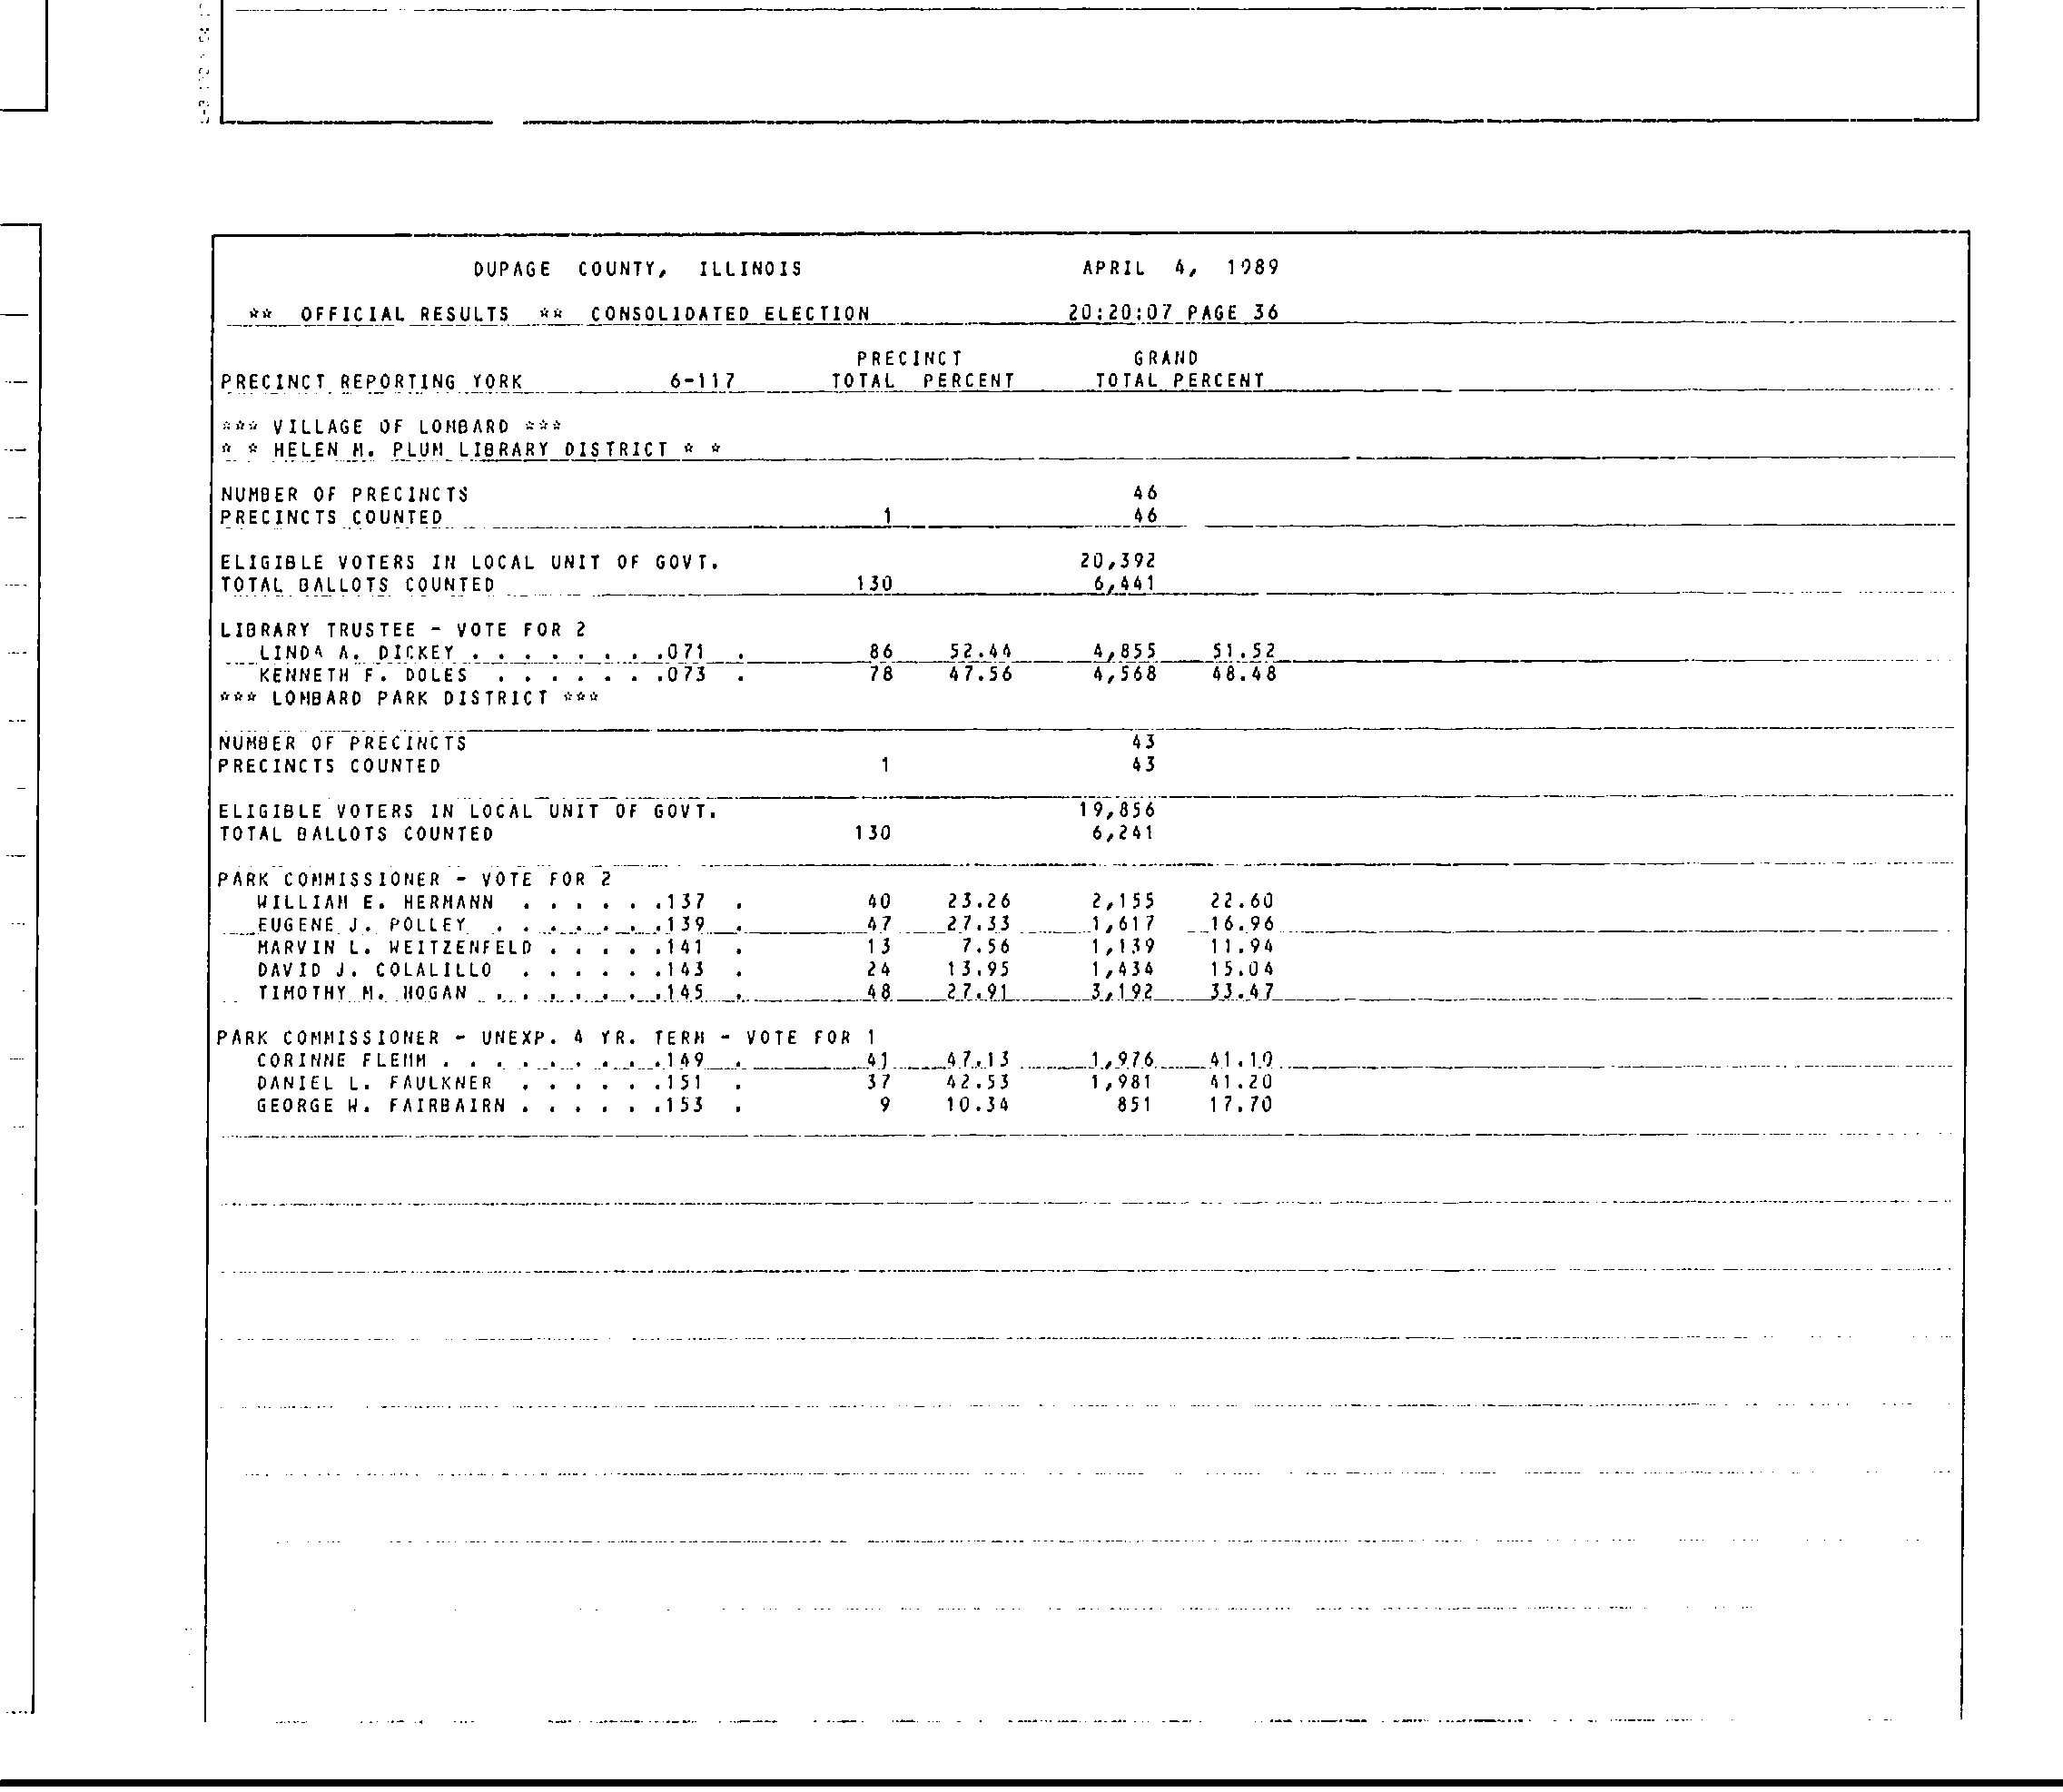 DUPAGE COUNTY, ILLINOIS APRIL 4, 1989
** OFFICIAL RESULTS ** CONSOLIDATED ELECTION 20:20:07 PAGE 36
PRECINCT GRAND
PRECINCT REPORTING YORK 6-117 TOTAL PERCENT TOTAL PERCENT
*** VILLAGE OF LOMBARD ***
* * HELEN M. PLUM LIBRARY DISTRICT * *
NUMBER OF PRECINCTS 46
PRECINCTS COUNTED 1 46
ELIGIBLE VOTERS IN LOCAL UNIT OF GOVT. 20,392
TOTAL BALLOTS COUNTED 130 6,441
LIBRARY TRUSTEE - VOTE FOR 2
LINDA A. DICKEY . . . . . . . .071 . 86 52.44 4,855 51.52
KENNETH F. DOLES . . . . . . .073 . 78 47.56 4,568 48.48
*** LOMBARD PARK DISTRICT ***
NUMBER OF PRECINCTS 43
PRECINCTS COUNTED 1 43
ELIGIBLE VOTERS IN LOCAL UNIT OF GOVT. 19,856
TOTAL BALLOTS COUNTED 130 6,241
PARK COMMISSIONER - VOTE FOR 2
WILLIAM E. HERMANN . . . . . .137 . 40 23.26 2,155 22.60
EUGENE J. POLLEY . . . . . . .139 . 47 27.33 1,617 16.96
MARVIN L. WEITZENFELD . . . . .141 . 13 7.56 1,139 11.94
DAVID J. COLALILLO . . . . . .143 . 24 13.95 1,434 15.04
TIMOTHY M. HOGAN . . . . . . .145 . 48 27.91 3,192 33.47
PARK COMMISSIONER - UNEXP. 4 YR. TERM - VOTE FOR 1
CORINNE FLEMM . . . . . . . . .149 . 41 47.13 1,976 41.10
DANIEL L. FAULKNER . . . . . .151 . 37 42.53 1,981 41.20
GEORGE W. FAIRBAIRN . . . . . .153 . 9 10.34 851 17.70